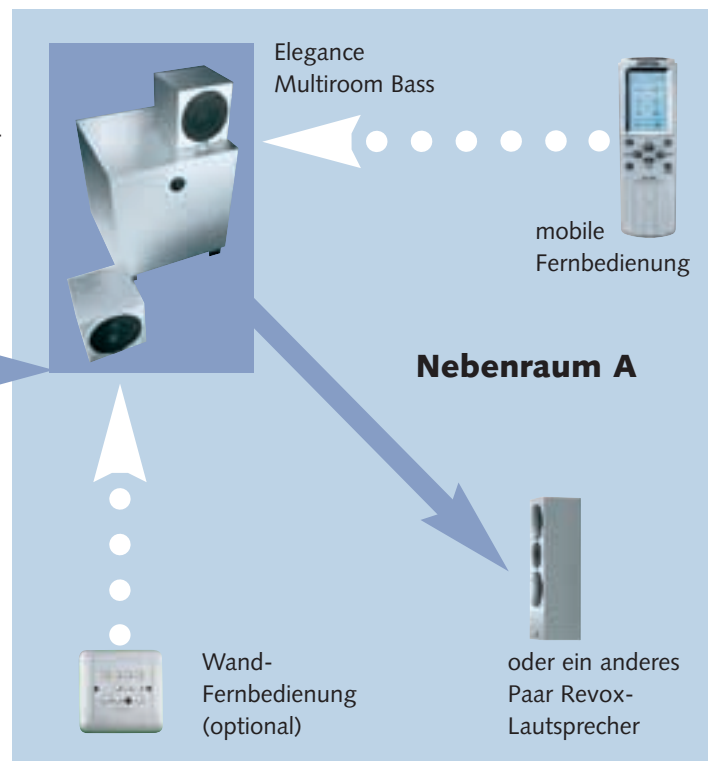 Elegance
Multiroom Bass
mobile
Fernbedienung
Nebenraum A
Wand-
Fernbedienung
(optional)
oder ein anderes
Paar Revox-
Lautsprecher